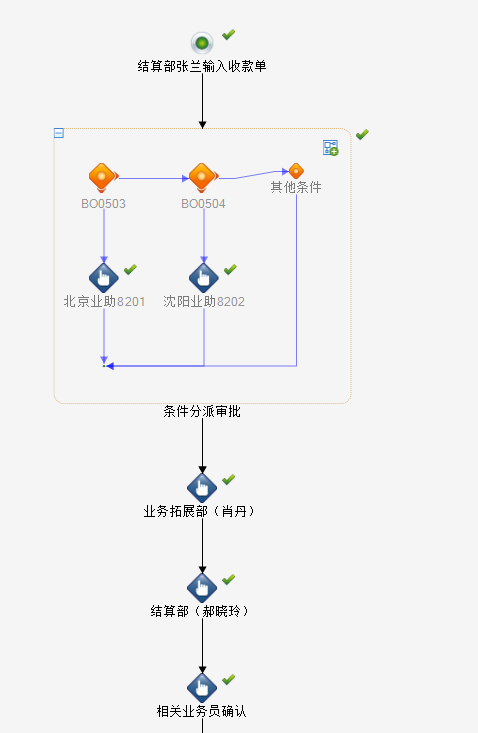 结算部张兰输入收款单
其他条件
BO0503
BO0504
北京业助8201
沈阳业助8202
条件分派审批
业务拓展部（肖丹）
结算部（郝晓玲）
相关业务员确认